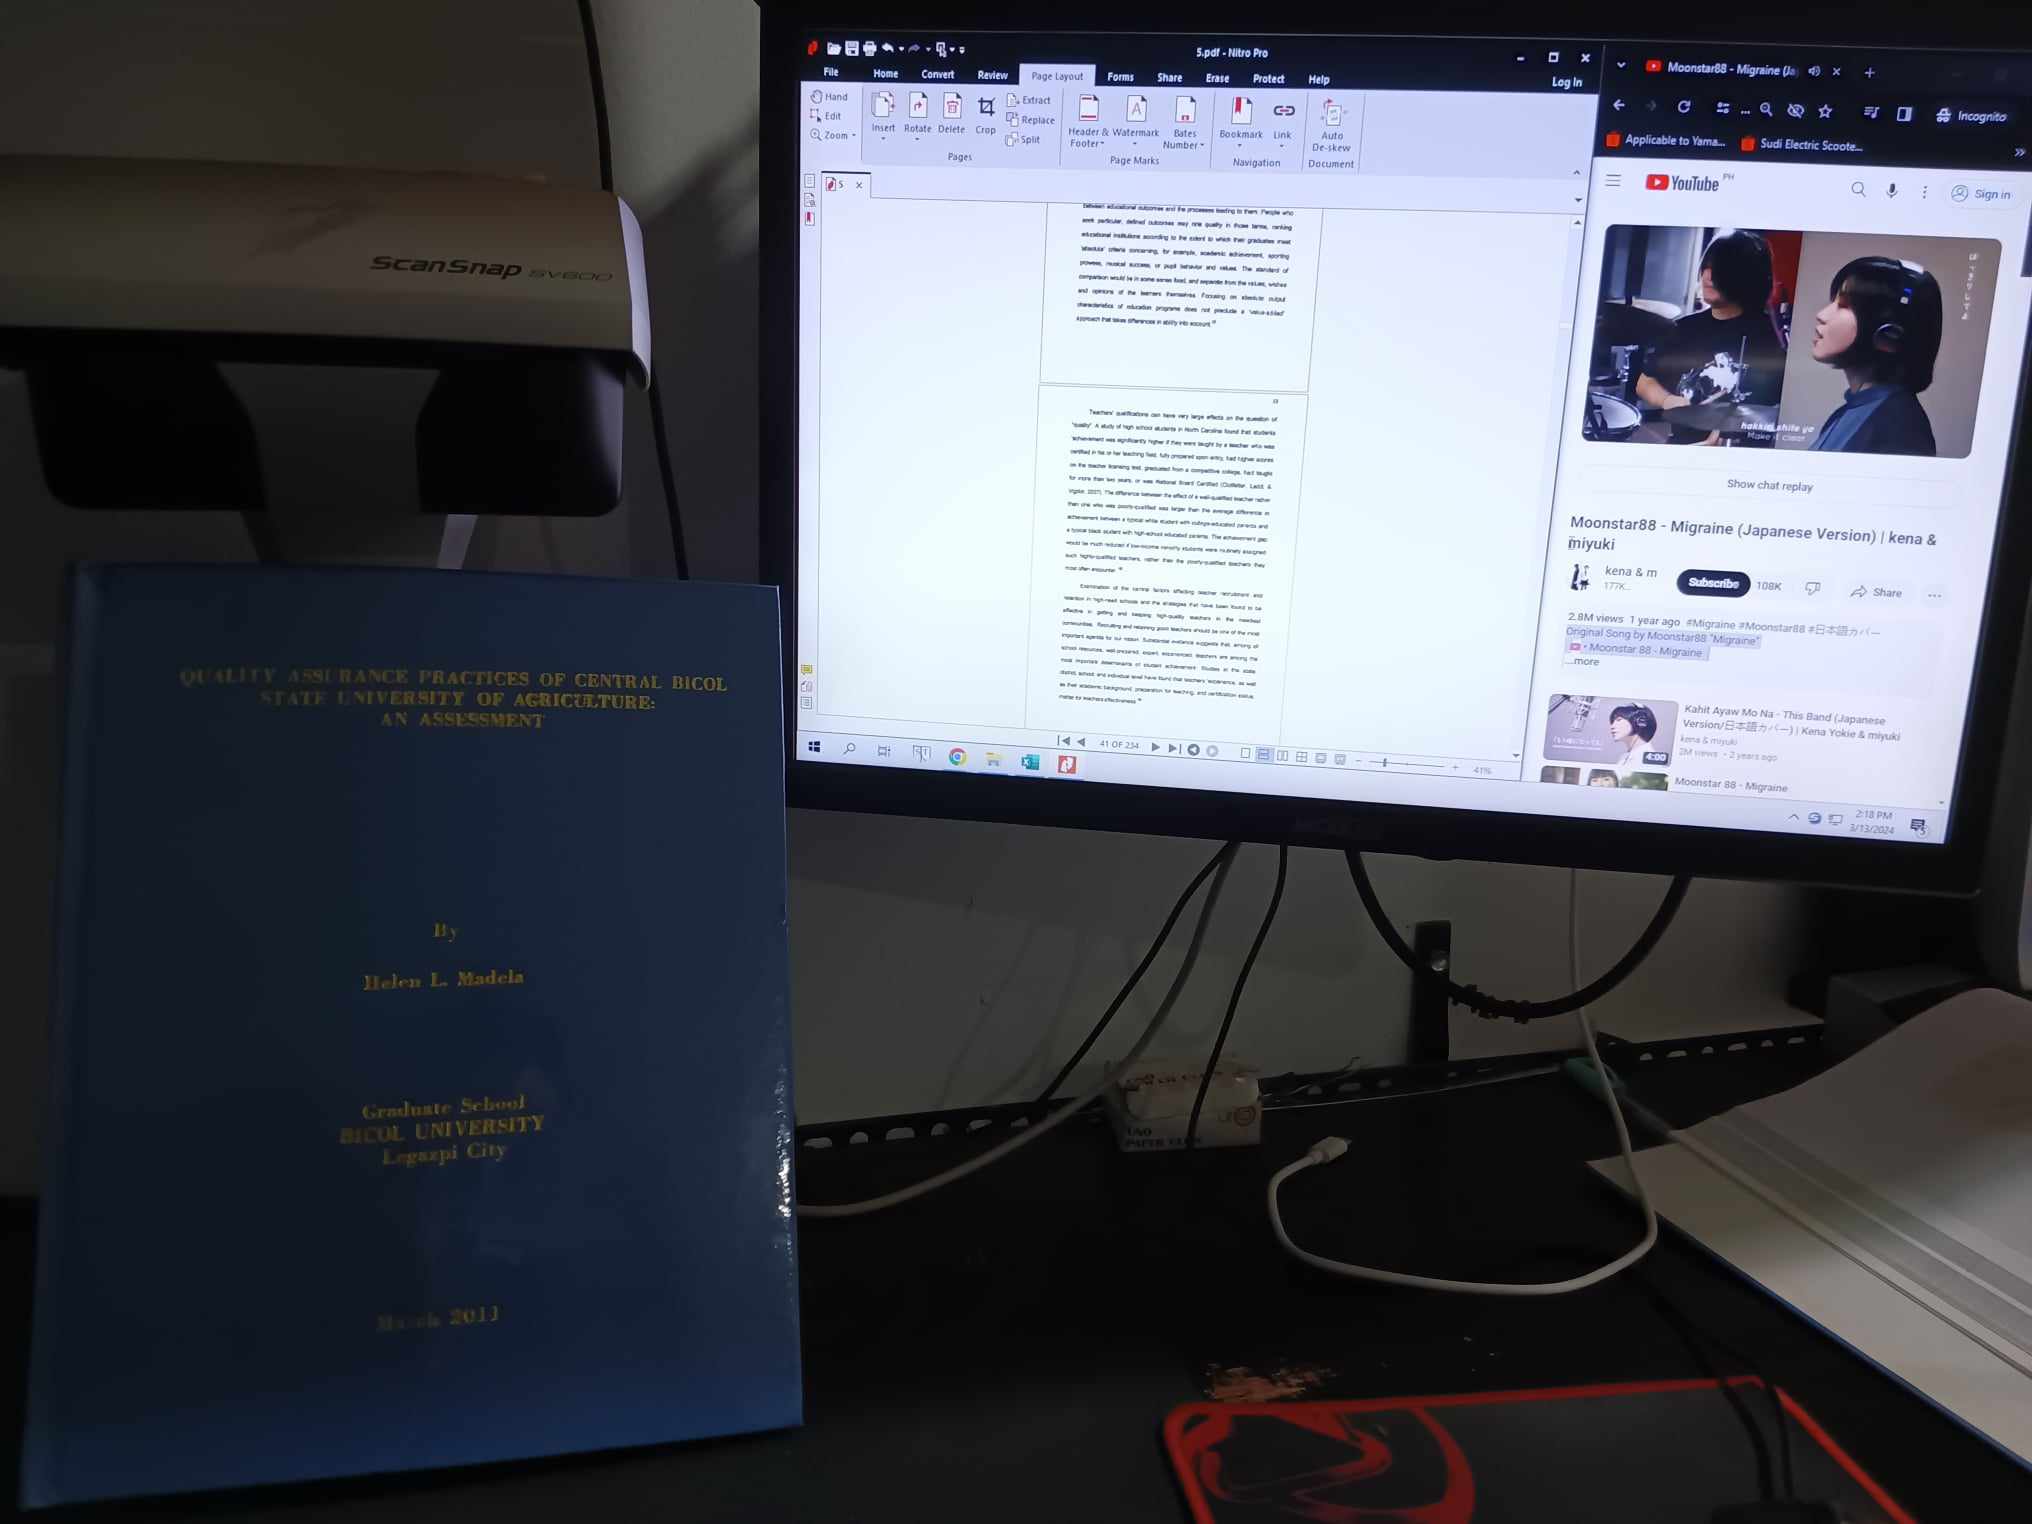 ScanSnap SV600
QUALITY ASSURANCE PRACTICES OF CENTRAL BICOL
STATE UNIVERSITY OF AGRICULTURE:
AN ASSESSMENT
By
Helen L. Madela
Graduate School
BICOL UNIVERSITY
Legazpi City
March 2011
5.pdf - Nitro Pro
File Home Convert Review Page Layout Forms Share Erase Protect Help
Log In
Hand
Edit
Zoom
Insert Rotate Delete Crop
Extract
Replace
Split
Pages
Header & Footer
Watermark
Bates Number
Page Marks
Bookmark
Link
Navigation
Auto De-skew
Document
5
between educational outcomes and the processes leading to them. People who
seek particular, defined outcomes may rate quality in those terms, ranking
educational institutions according to the extent to which their graduates meet
'absolute' criteria concerning, for example, academic achievement, sporting
prowess, musical success, or pupil behavior and values. The standard of
comparison would be in some sense fixed, and separate from the values, wishes
and opinions of the learners themselves. Focusing on absolute output
characteristics of education programs does not preclude a 'value-added'
approach that takes differences in ability into account.
Teachers' qualifications can have very large effects on the question of
"quality". A study of high school students in North Carolina found that students
'achievement was significantly higher if they were taught by a teacher who was
certified in his or her teaching field, fully prepared upon entry, had higher scores
on the teacher licensing test, graduated from a competitive college, had taught
for more than two years, or was National Board Certified (Clotfelter, Ladd, &
Vigdor, 2007). The difference between the effect of a well-qualified teacher rather
than one who was poorly-qualified was larger than the average difference in
achievement between a typical white student with college-educated parents and
a typical black student with high-school educated parents. The achievement gap
would be much reduced if low-income minority students were routinely assigned
such highly-qualified teachers, rather than the poorly-qualified teachers they
most often encounter.
Examination of the central factors affecting teacher recruitment and
retention in high-need schools and the strategies that have been found to be
effective in getting and keeping high-quality teachers in the neediest
communities. Recruiting and retaining good teachers should be one of the most
important agenda for our nation. Substantial evidence suggests that, among all
school resources, well-prepared, expert, experienced teachers are among the
most important determinants of student achievement. Studies in the state,
district, school, and individual level have found that teachers' experience, as well
as their academic background, preparation for teaching, and certification status,
matter for teachers effectiveness.
41 OF 234
41%
Moonstar88 - Migraine (Ja
Incognito
Applicable to Yama...
Sudi Electric Scoote...
YouTube PH
Sign in
hakkiri shite yo
Make it clear
Show chat replay
Moonstar88 - Migraine (Japanese Version) | kena &
miyuki
kena & m
177K...
Subscribe
108K
Share
2.8M views 1 year ago #Migraine #Moonstar88 #日本語カバー
Original Song by Moonstar88 "Migraine"
• Moonstar 88 - Migraine
...more
Kahit Ayaw Mo Na - This Band (Japanese
Version/日本語カバー) | Kena Yokie & miyuki
kena & miyuki
2M views • 2 years ago
4:00
Moonstar 88 - Migraine
2:18 PM
3/13/2024
UNO
PAPER CLIPS